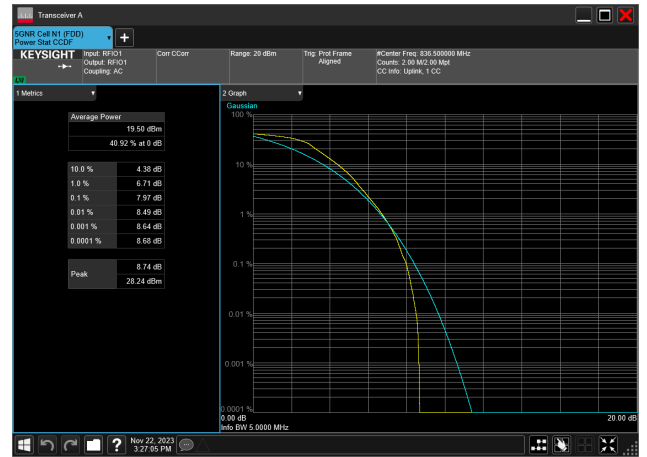 Transceiver A
5GNR Cell N1 (FDD)
Power Stat CCDF
KEYSIGHT
Input: RFIO1
Output: RFIO1
Coupling: AC
Corr CCorr
Range: 20 dBm
Trig: Prot Frame
Aligned
#Center Freq: 836.500000 MHz
Counts: 2.00 M/2.00 Mpt
CC Info: Uplink, 1 CC
LXI
1 Metrics
Average Power
19.50 dBm
40.92 % at 0 dB
10.0 % 4.38 dB
1.0 % 6.71 dB
0.1 % 7.97 dB
0.01 % 8.49 dB
0.001 % 8.64 dB
0.0001 % 8.68 dB
Peak
8.74 dB
28.24 dBm
2 Graph
Gaussian
100 %
10 %
1 %
0.1 %
0.01 %
0.001 %
0.0001 %
0.00 dB
20.00 dB
Info BW 5.0000 MHz
?
Nov 22, 2023
3:27:05 PM